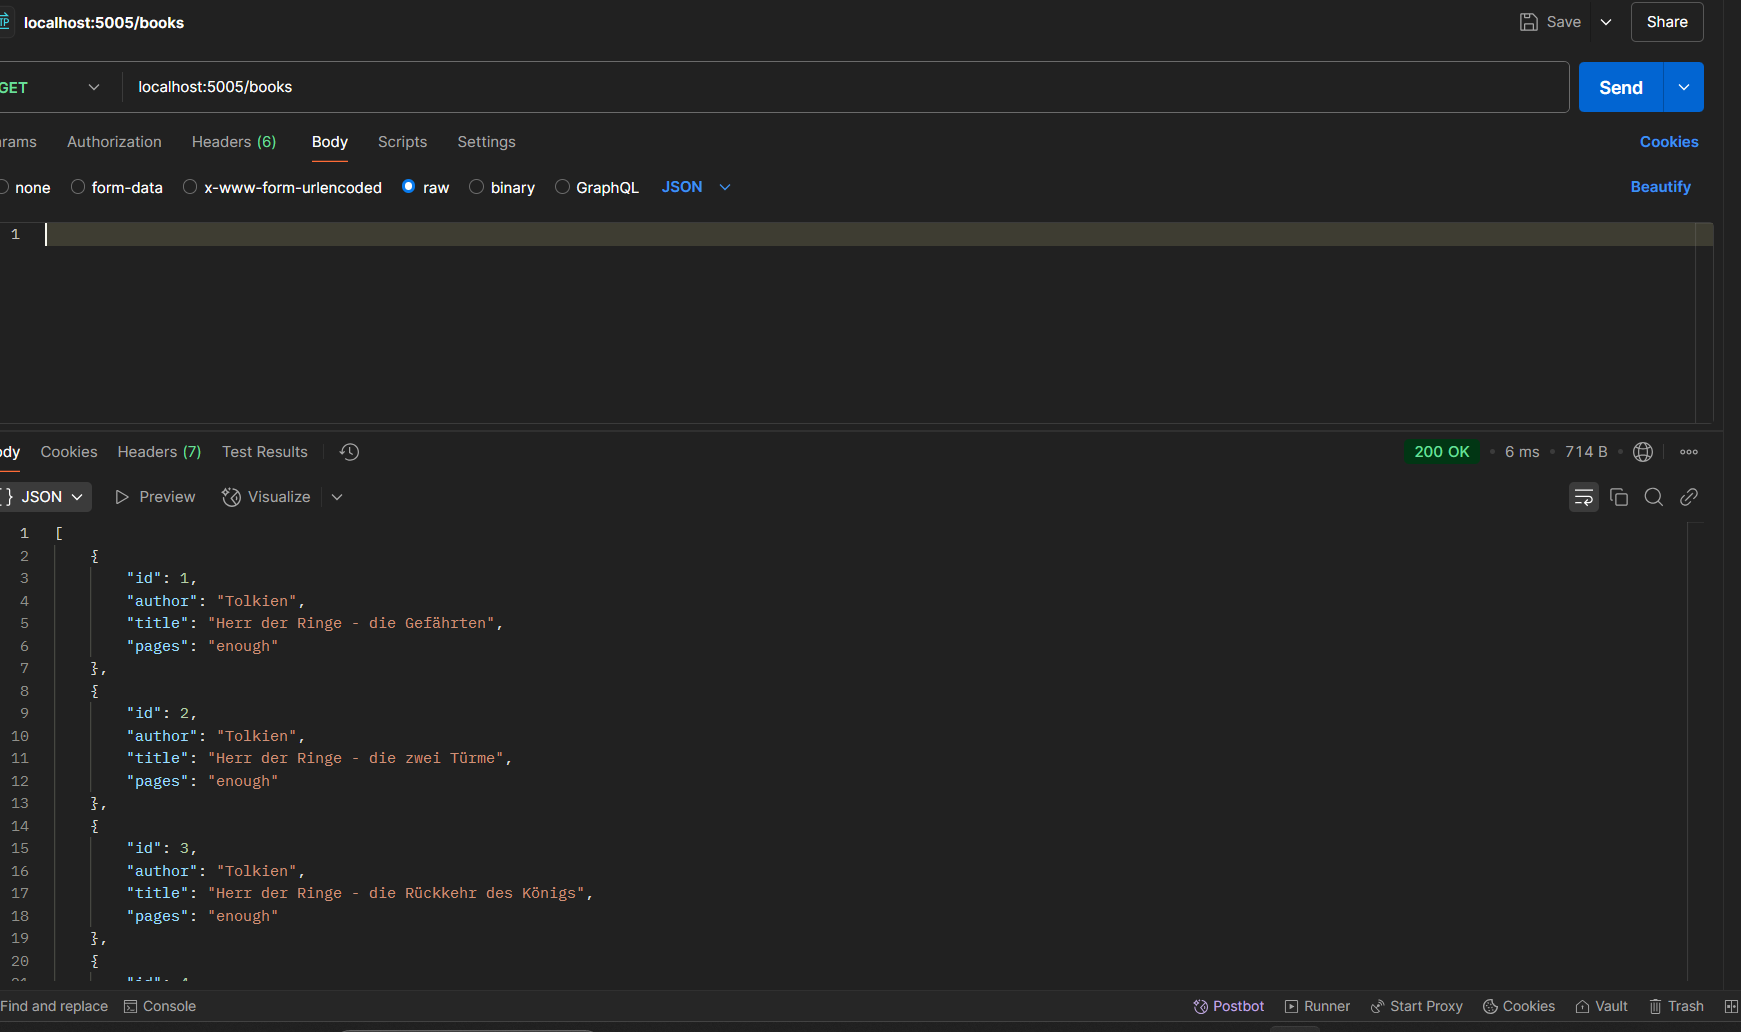 localhost:5005/books Save Share
GET localhost:5005/books Send
Authorization Headers (6) Body Scripts Settings Cookies
none form-data x-www-form-urlencoded raw binary GraphQL JSON Beautify
1
Cookies Headers (7) Test Results 200 OK • 6 ms • 714 B •
{} JSON Preview Visualize
1 [
2 {
3 "id": 1,
4 "author": "Tolkien",
5 "title": "Herr der Ringe - die Gefährten",
6 "pages": "enough"
7 },
8 {
9 "id": 2,
10 "author": "Tolkien",
11 "title": "Herr der Ringe - die zwei Türme",
12 "pages": "enough"
13 },
14 {
15 "id": 3,
16 "author": "Tolkien",
17 "title": "Herr der Ringe - die Rückkehr des Königs",
18 "pages": "enough"
19 },
20 {
Find and replace Console Postbot Runner Start Proxy Cookies Vault Trash